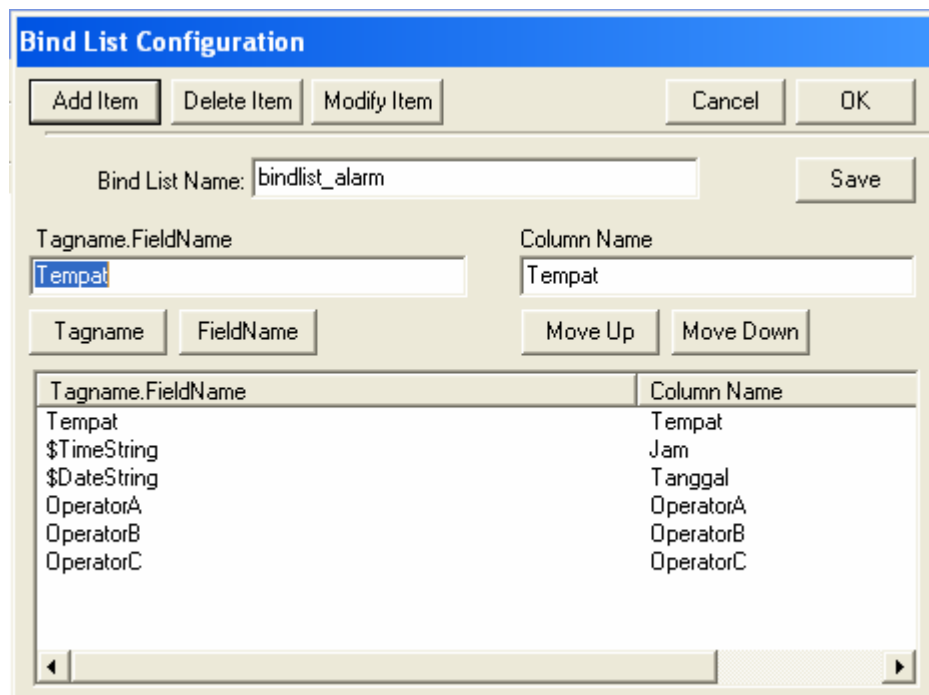 Bind List Configuration
Add Item Delete Item Modify Item Cancel OK
Bind List Name: bindlist_alarm Save
Tagname.FieldName Column Name
Tempat Tempat
Tagname FieldName Move Up Move Down
Tagname.FieldName Column Name
Tempat Tempat
$TimeString Jam
$DateString Tanggal
OperatorA OperatorA
OperatorB OperatorB
OperatorC OperatorC